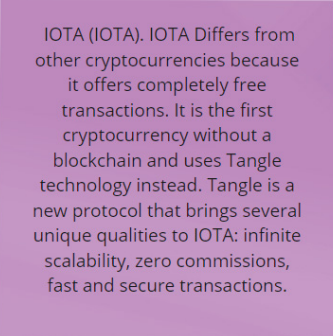 IOTA (IOTA). IOTA Differs from
other cryptocurrencies because
it offers completely free
transactions. It is the first
cryptocurrency without a
blockchain and uses Tangle
technology instead. Tangle is a
new protocol that brings several
unique qualities to IOTA: infinite
scalability, zero commissions,
fast and secure transactions.